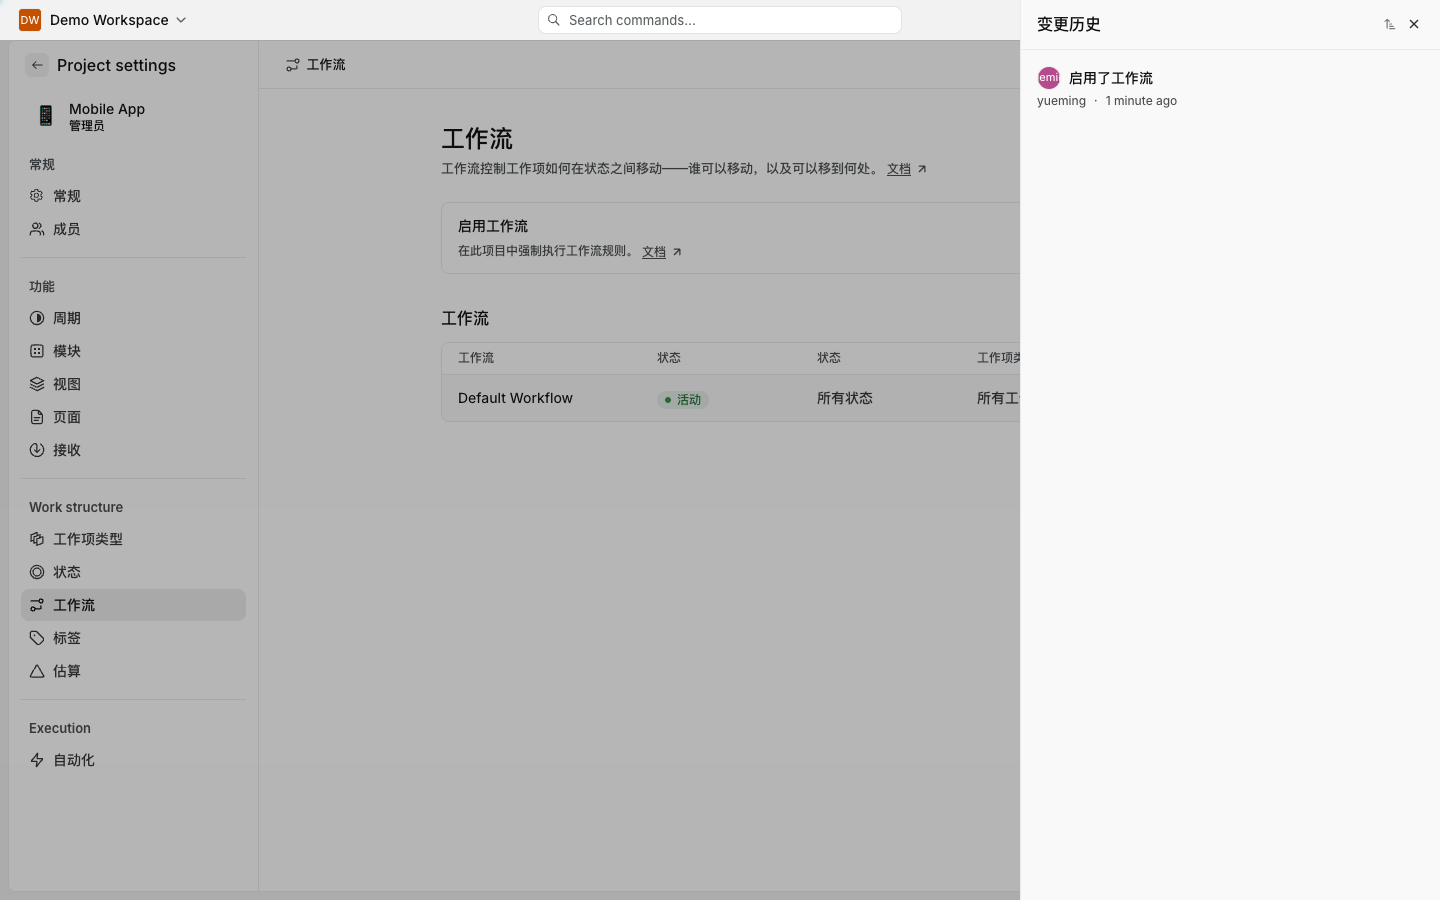 DW Demo Workspace
Search commands...
Project settings
Mobile App
管理员
常规
常规
成员
功能
周期
模块
视图
页面
接收
Work structure
工作项类型
状态
工作流
标签
估算
Execution
自动化
工作流
工作流
工作流控制工作项如何在状态之间移动——谁可以移动，以及可以移到何处。 文档
启用工作流
在此项目中强制执行工作流规则。 文档
工作流
工作流 状态 状态 工作项
Default Workflow 活动 所有状态 所有工
变更历史
启用了工作流
yueming · 1 minute ago